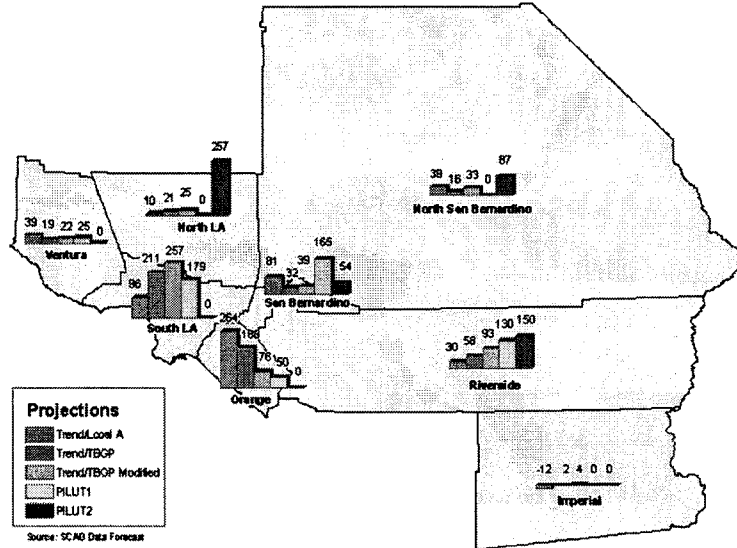 257
10 21 25 0
North LA
38 16 33 0 87
North San Bernardino
39 19 22 25 0
Ventura
96 211 257 179 0
South LA
81 32 39 165 54
San Bernardino
264 188 76 50 0
Orange
30 58 93 130 150
Riverside
-12 2 4 0 0
Imperial
Projections
Trend/Local A
Trend/TBGP
Trend/TBGP Modified
PILUT1
PILUT2
Source: SCAG Data Forecast